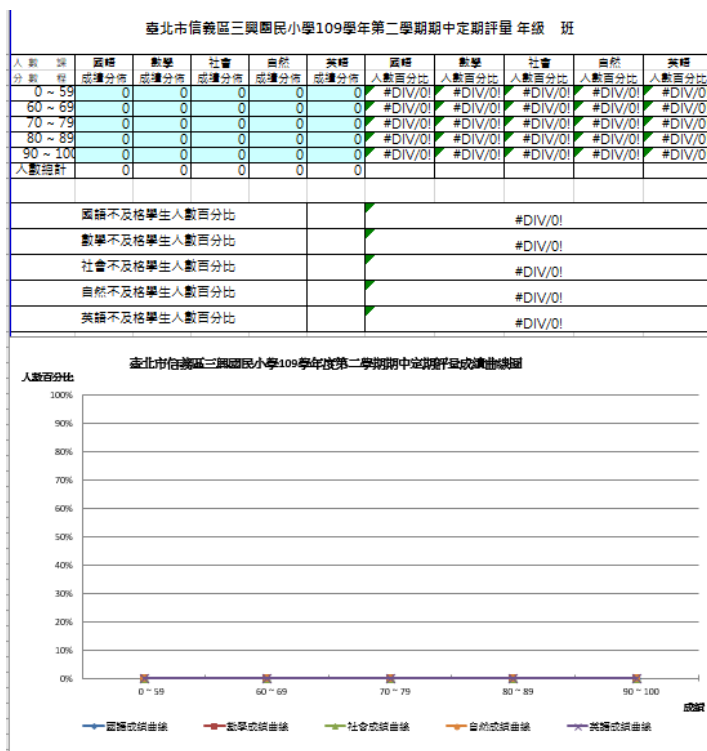 臺北市信義區三興國民小學109學年第二學期期中定期評量 年級 班
人數 課 國語 數學 社會 自然 英語 國語 數學 社會 自然 英語
分數 程 成績分佈 成績分佈 成績分佈 成績分佈 成績分佈 人數百分比 人數百分比 人數百分比 人數百分比 人數百分比
0 ~ 59 0 0 0 0 0 #DIV/0! #DIV/0! #DIV/0! #DIV/0! #DIV/0!
60 ~ 69 0 0 0 0 0 #DIV/0! #DIV/0! #DIV/0! #DIV/0! #DIV/0!
70 ~ 79 0 0 0 0 0 #DIV/0! #DIV/0! #DIV/0! #DIV/0! #DIV/0!
80 ~ 89 0 0 0 0 0 #DIV/0! #DIV/0! #DIV/0! #DIV/0! #DIV/0!
90 ~ 100 0 0 0 0 0 #DIV/0! #DIV/0! #DIV/0! #DIV/0! #DIV/0!
人數總計 0 0 0 0 0
國語不及格學生人數百分比 #DIV/0!
數學不及格學生人數百分比 #DIV/0!
社會不及格學生人數百分比 #DIV/0!
自然不及格學生人數百分比 #DIV/0!
英語不及格學生人數百分比 #DIV/0!
臺北市信義區三興國民小學109學年度第二學期期中定期評量成績曲線圖
人數百分比
100%
90%
80%
70%
60%
50%
40%
30%
20%
10%
0%
0 ~ 59 60 ~ 69 70 ~ 79 80 ~ 89 90 ~ 100
成績
國語成績曲線 數學成績曲線 社會成績曲線 自然成績曲線 英語成績曲線